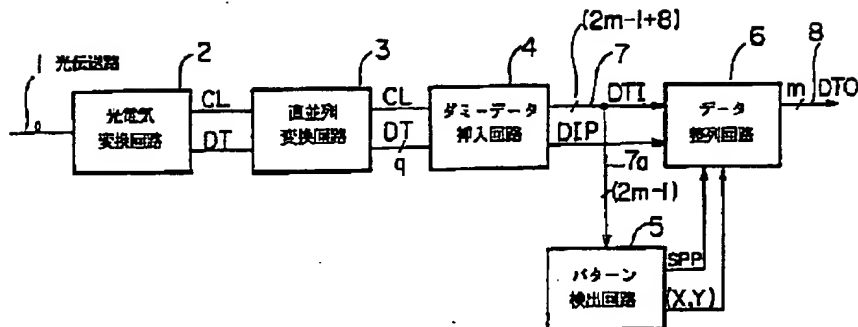 (2m-1+8)
1 光伝送路
2
3
4
7
6
8
CL
DT
CL
DT
q
DTI
DIP
m
DTO
光電気
変換回路
直並列
変換回路
ダミーデータ
挿入回路
データ
整列回路
7a
(2m-1)
5
SPP
(X,Y)
パターン
検出回路